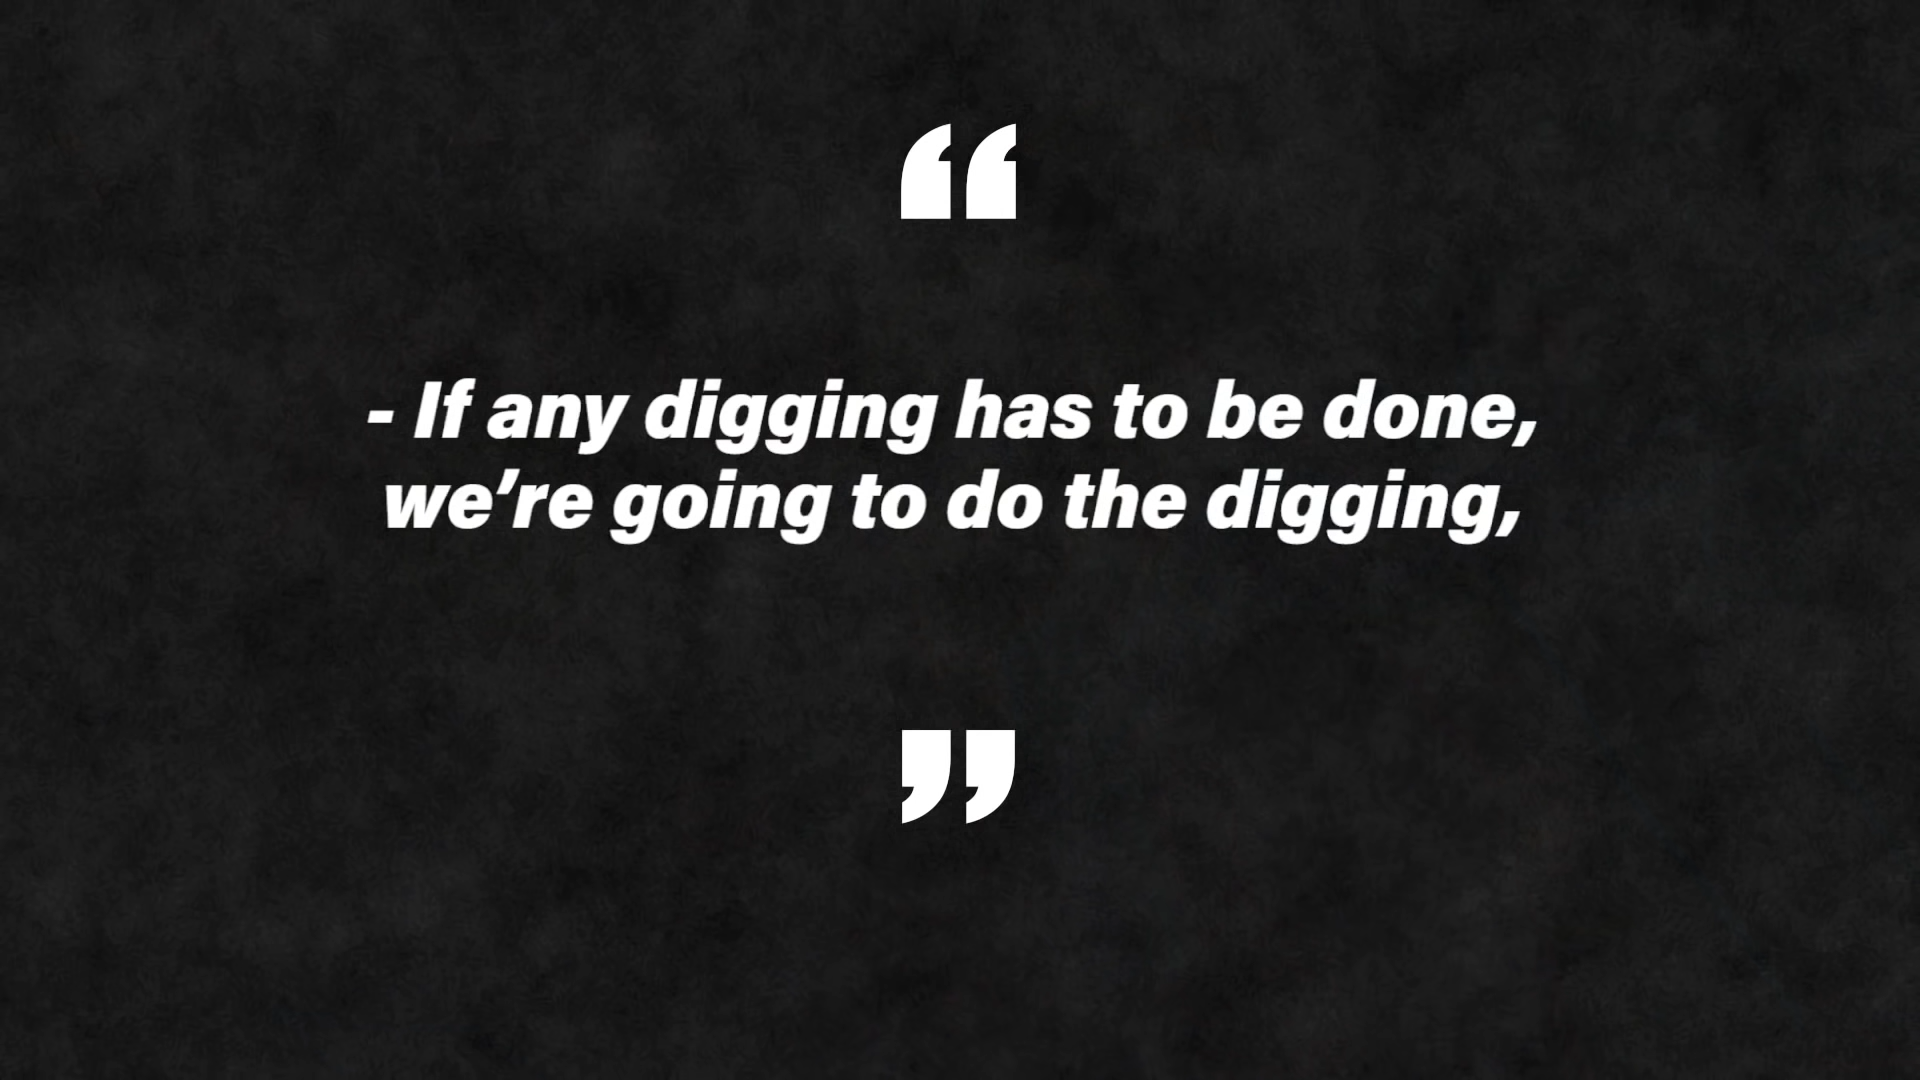 “
- If any digging has to be done,
we’re going to do the digging,
”